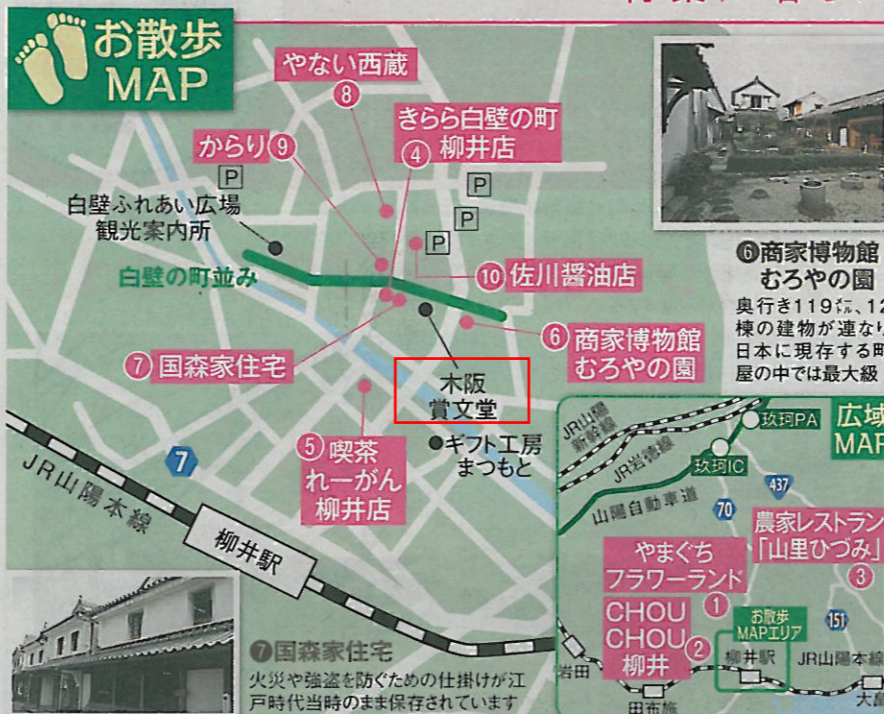 お散歩
MAP
やない西蔵
⑧
きらら白壁の町
④ 柳井店
からり⑨
P
P
P
P
白壁ふれあい広場
観光案内所
白壁の町並み
⑩ 佐川醤油店
⑥ 商家博物館
むろやの園
⑦ 国森家住宅
木阪
賞文堂
⑤ 喫茶
れーがん
柳井店
ギフト工房
まつもと
7
JR山陽本線
柳井駅
❻商家博物館
むろやの園
奥行き119㍍、12
棟の建物が連なり
日本に現存する町
屋の中では最大級
❼国森家住宅
火災や強盗を防ぐための仕掛けが江
戸時代当時のまま保存されています
広域
MAP
JR山陽
新幹線
JR岩徳線
玖珂PA
玖珂IC
山陽自動車道
437
70
農家レストラン
「山里ひづみ」
③
やまぐち
フラワーランド
①
CHOU
CHOU
柳井
②
お散歩
MAPエリア
151
柳井駅
JR山陽本線
岩田
田布施
大畠